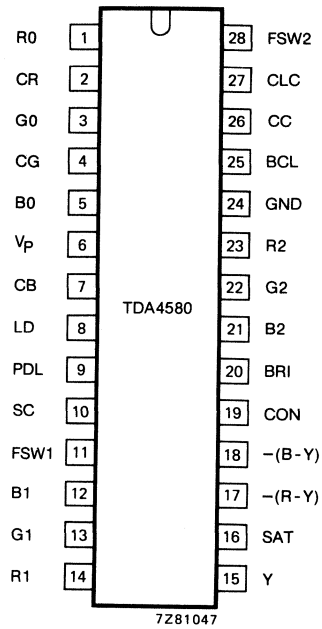 R0 1 28 FSW2
CR 2 27 CLC
G0 3 26 CC
CG 4 25 BCL
B0 5 24 GND
VP 6 23 R2
CB 7 22 G2
TDA4580
LD 8 21 B2
PDL 9 20 BRI
SC 10 19 CON
FSW1 11 18 -(B-Y)
B1 12 17 -(R-Y)
G1 13 16 SAT
R1 14 15 Y
7Z81047